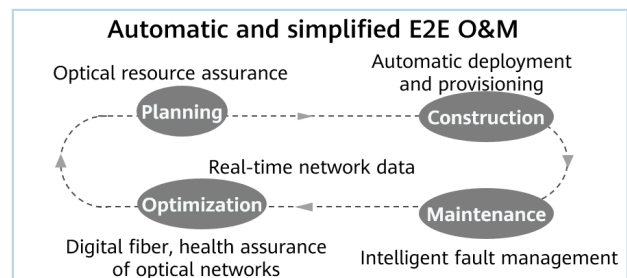 Automatic and simplified E2E O&M
Optical resource assurance
Automatic deployment
and provisioning
Planning
Construction
Real-time network data
Optimization
Maintenance
Digital fiber, health assurance
of optical networks
Intelligent fault management